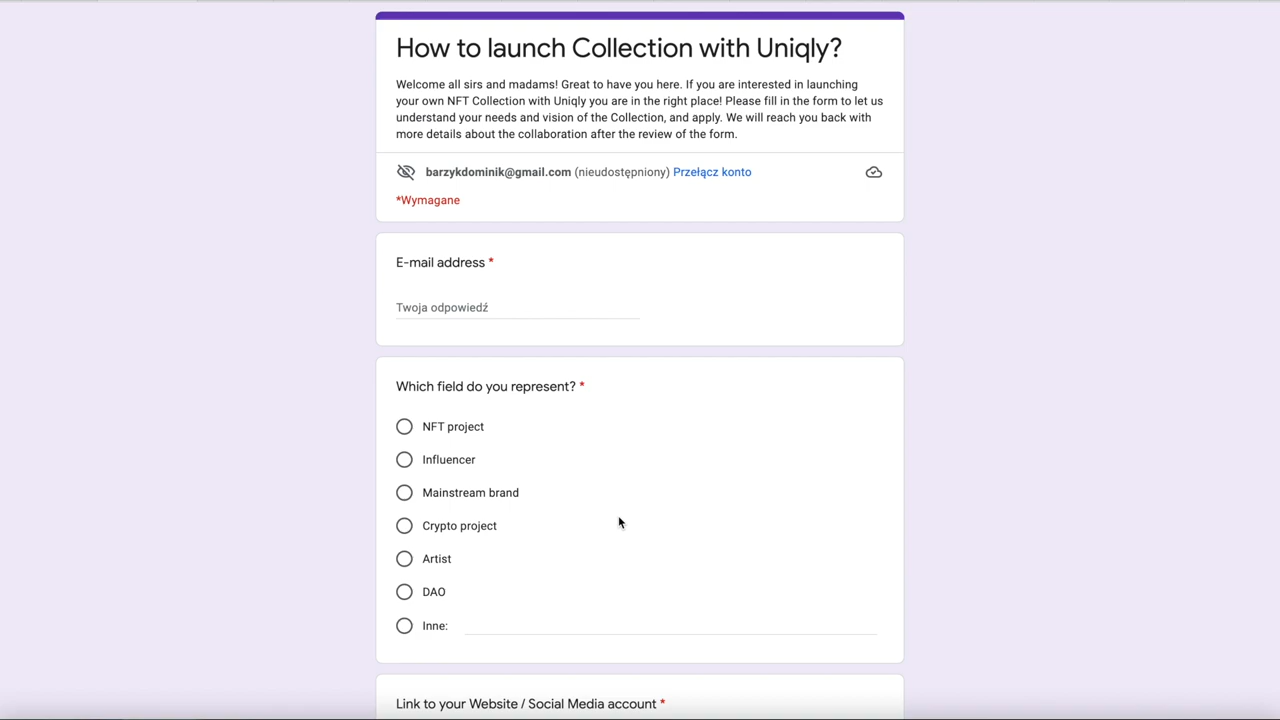 How to launch Collection with Uniqly?
Welcome all sirs and madams! Great to have you here. If you are interested in launching
your own NFT Collection with Uniqly you are in the right place! Please fill in the form to let us
understand your needs and vision of the Collection, and apply. We will reach you back with
more details about the collaboration after the review of the form.
barzykdominik@gmail.com (nieudostępniony) Przełącz konto
*Wymagane
E-mail address *
Twoja odpowiedź
Which field do you represent? *
NFT project
Influencer
Mainstream brand
Crypto project
Artist
DAO
Inne:
Link to your Website / Social Media account *